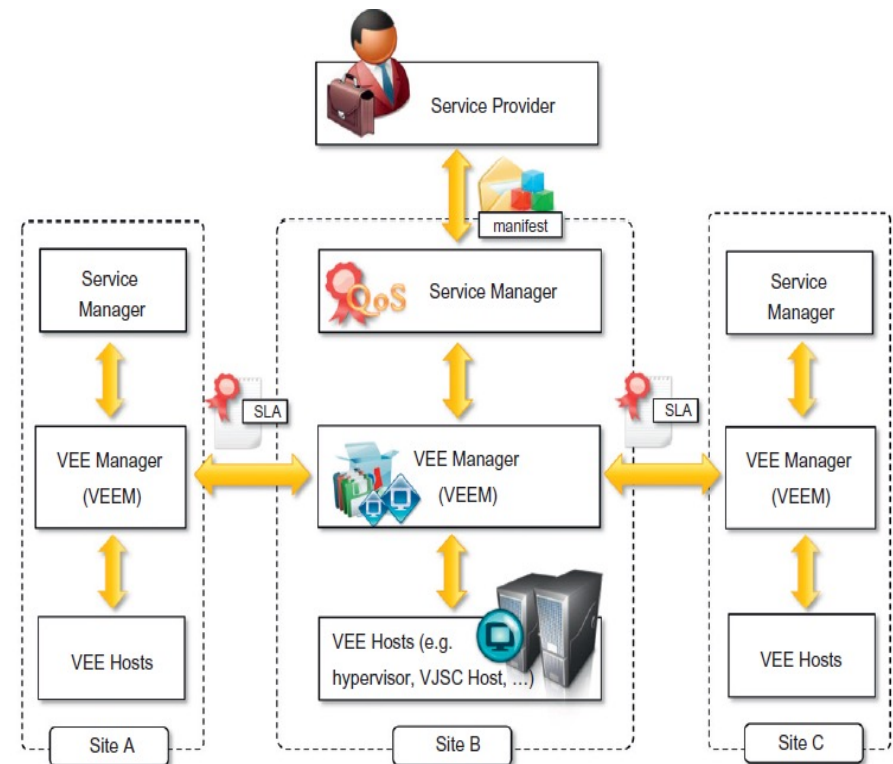 Service Provider
manifest
Service
Manager
SLA
VEE Manager
(VEEM)
VEE Hosts
Site A
QoS
Service Manager
VEE Manager
(VEEM)
VEE Hosts (e.g.
hypervisor, VJSC Host, …)
Site B
SLA
Service
Manager
VEE Manager
(VEEM)
VEE Hosts
Site C